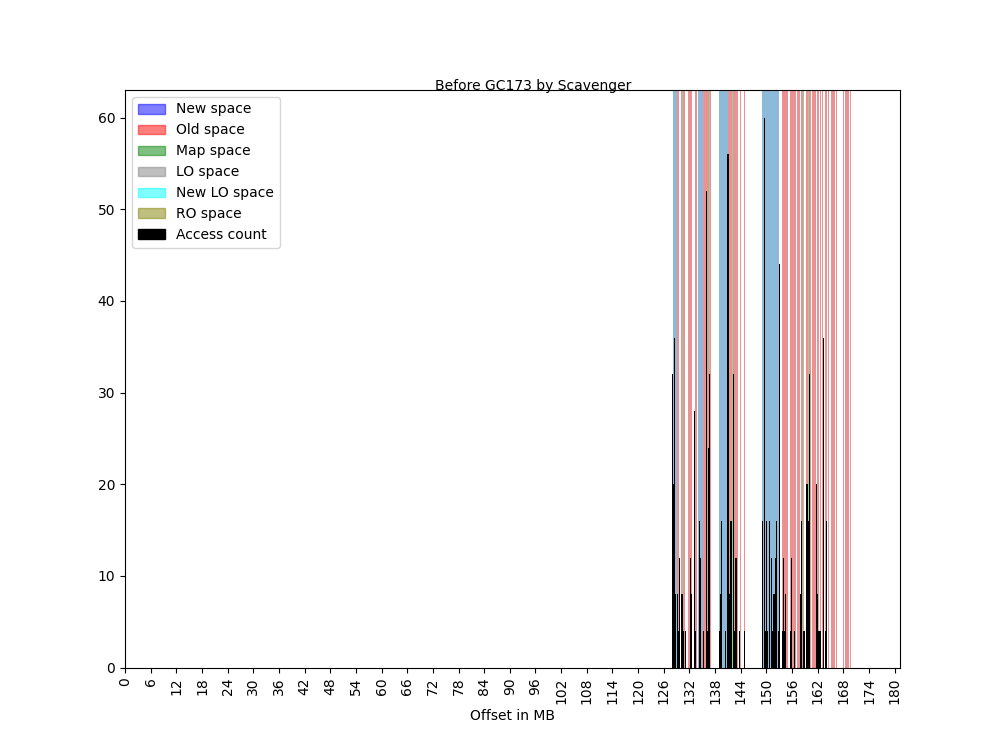 Before GC173 by Scavenger
New space
Old space
Map space
LO space
New LO space
RO space
Access count
60
50
40
30
20
10
0
0 6 12 18 24 30 36 42 48 54 60 66 72 78 84 90 96 102 108 114 120 126 132 138 144 150 156 162 168 174 180
Offset in MB